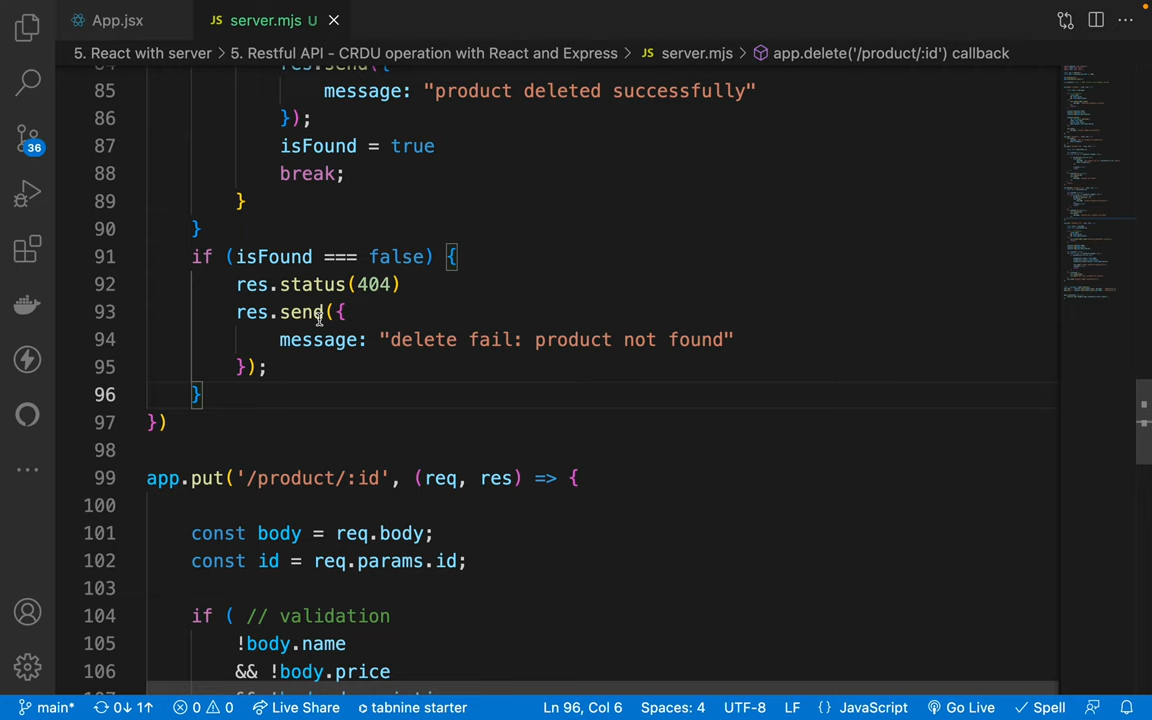 App.jsx
JS server.mjs U
5. React with server > 5. Restful API - CRDU operation with React and Express > JS server.mjs > app.delete('/product/:id') callback
84 res.send({
85 message: "product deleted successfully"
86 });
87 isFound = true
88 break;
89 }
90 }
91 if (isFound === false) {
92 res.status(404)
93 res.send({
94 message: "delete fail: product not found"
95 });
96 }
97 })
98
99 app.put('/product/:id', (req, res) => {
100
101 const body = req.body;
102 const id = req.params.id;
103
104 if ( // validation
105 !body.name
106 && !body.price
36
main* 0↓ 1↑ 0 0 Live Share tabnine starter Ln 96, Col 6 Spaces: 4 UTF-8 LF {} JavaScript Go Live Spell